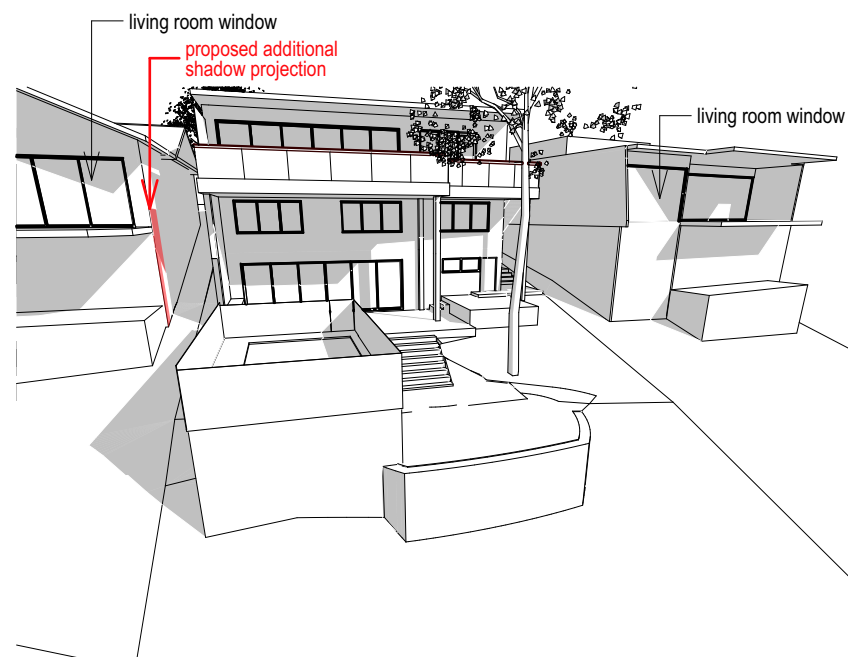 living room window
proposed additional
shadow projection
living room window